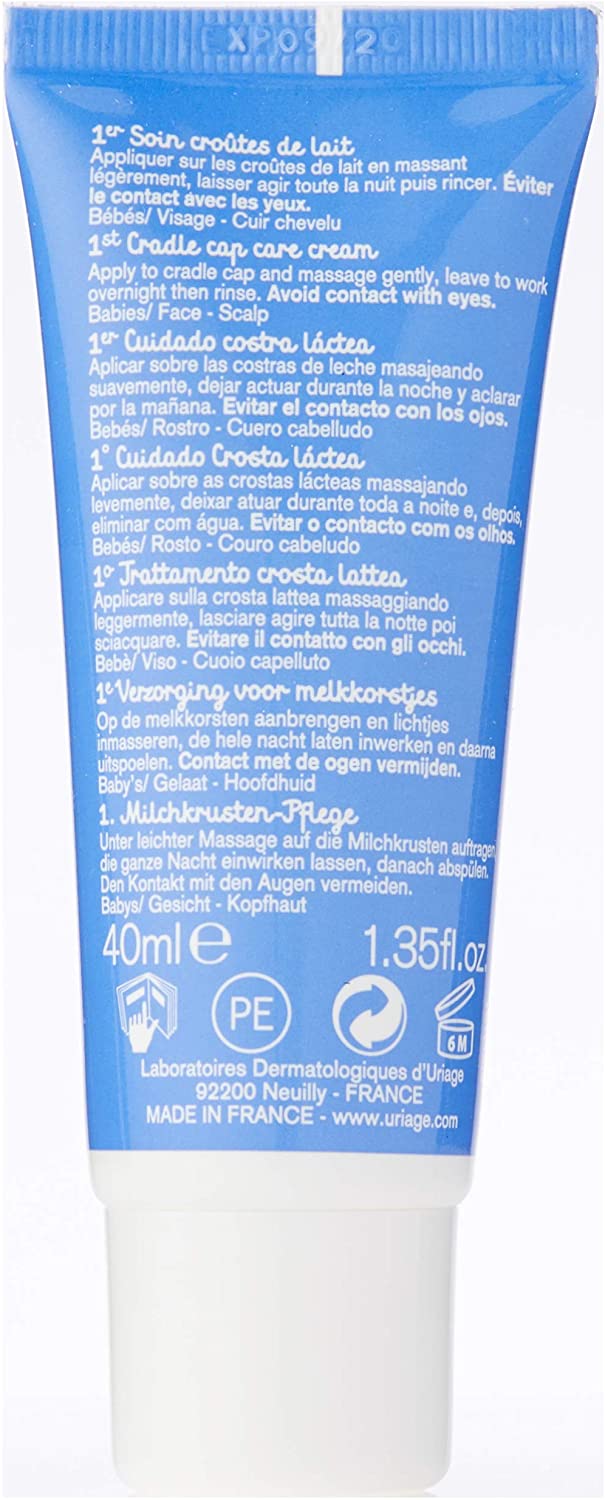 EXP09/20
1er Soin croûtes de lait
Appliquer sur les croûtes de lait en massant
légèrement, laisser agir toute la nuit puis rincer. Éviter
le contact avec les yeux.
Bébés/ Visage - Cuir chevelu
1st Cradle cap care cream
Apply to cradle cap and massage gently, leave to work
overnight then rinse. Avoid contact with eyes.
Babies/ Face - Scalp
1er Cuidado costra láctea
Aplicar sobre las costras de leche masajeando
suavemente, dejar actuar durante la noche y aclarar
por la mañana. Evitar el contacto con los ojos.
Bebés/ Rostro - Cuero cabelludo
1° Cuidado Crosta láctea
Aplicar sobre as crostas lácteas massajando
levemente, deixar atuar durante toda a noite e, depois,
eliminar com água. Evitar o contacto com os olhos.
Bebés/ Rosto - Couro cabeludo
1° Trattamento crosta lattea
Applicare sulla crosta lattea massaggiando
leggermente, lasciare agire tutta la notte poi
sciacquare. Evitare il contatto con gli occhi.
Bebè/ Viso - Cuoio capelluto
1e Verzorging voor melkkorstjes
Op de melkkorsten aanbrengen en lichtjes
inmasseren, de hele nacht laten inwerken en daarna
uitspoelen. Contact met de ogen vermijden.
Baby's/ Gelaat - Hoofdhuid
1. Milchkrusten-Pflege
Unter leichter Massage auf die Milchkrusten auftragen,
die ganze Nacht einwirken lassen, danach abspülen.
Den Kontakt mit den Augen vermeiden.
Babys/ Gesicht - Kopfhaut
40ml e 1.35fl.oz.
PE 6M
Laboratoires Dermatologiques d'Uriage
92200 Neuilly - FRANCE
MADE IN FRANCE - www.uriage.com